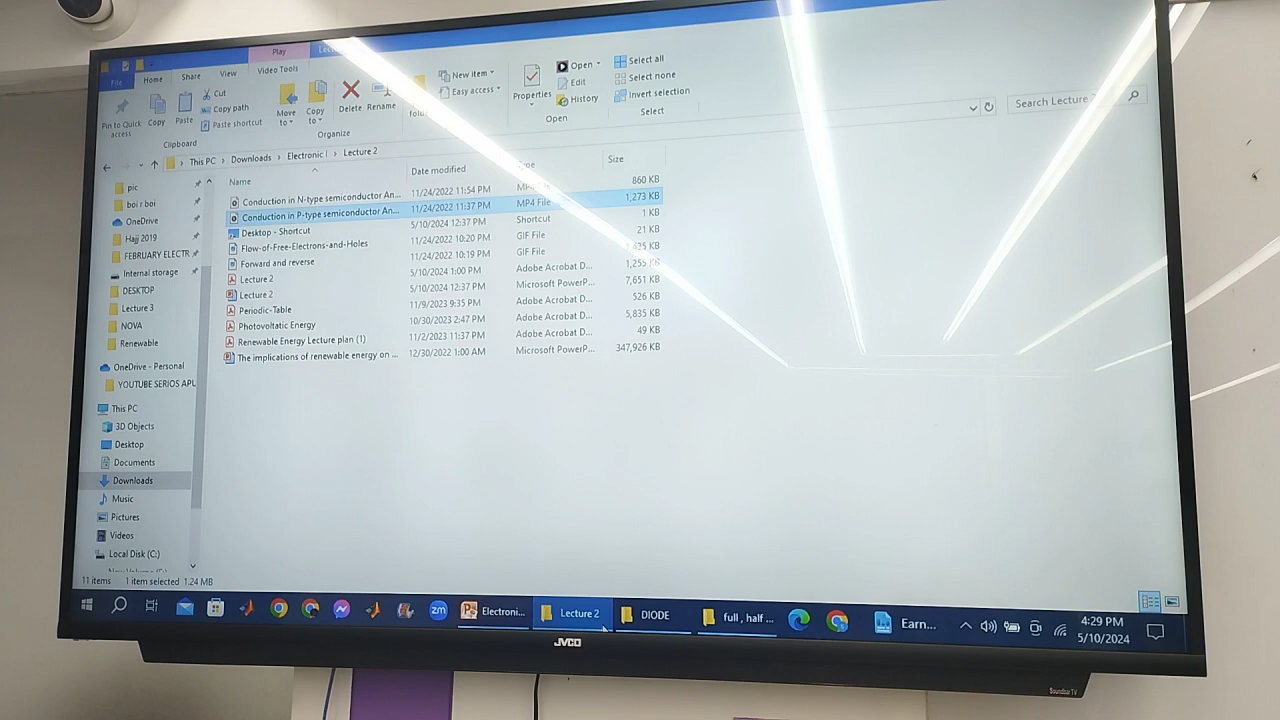 Play
File
Home
Share
View
Video Tools
Pin to Quick access
Copy
Paste
Cut
Copy path
Paste shortcut
Clipboard
Move to
Copy to
Delete
Rename
Organize
New item
Easy access
Properties
Open
Edit
History
Open
Select all
Select none
Invert selection
Select
This PC > Downloads > Electronic > Lecture 2
Search Lecture
Name
Date modified
Size
Conduction in N-type semiconductor An... 11/24/2022 11:54 PM 860 KB
Conduction in P-type semiconductor An... 11/24/2022 11:37 PM MP4 File 1,273 KB
Desktop - Shortcut 5/10/2024 12:37 PM Shortcut 1 KB
Flow-of-Free-Electrons-and-Holes 11/24/2022 10:20 PM GIF File 21 KB
Forward and reverse 11/24/2022 10:19 PM GIF File
Lecture 2 5/10/2024 1:00 PM Adobe Acrobat D...
Lecture 2 5/10/2024 12:37 PM Microsoft PowerP... 7,651 KB
Periodic-Table 11/9/2023 9:35 PM Adobe Acrobat D... 526 KB
Photovoltatic Energy 10/30/2023 2:47 PM Adobe Acrobat D... 5,835 KB
Renewable Energy Lecture plan (1) 11/2/2023 11:37 PM Adobe Acrobat D... 49 KB
The implications of renewable energy on ... 12/30/2022 1:00 AM Microsoft PowerP... 347,926 KB
pic
boi r boi
OneDrive
Hajj 2019
FEBRUARY ELECTR
Internal storage
DESKTOP
Lecture 3
NOVA
Renewable
OneDrive - Personal
YOUTUBE SERIOS APL
This PC
3D Objects
Desktop
Documents
Downloads
Music
Pictures
Videos
Local Disk (C:)
11 items 1 item selected 1.24 MB
zm
Electroni...
Lecture 2
DIODE
full , half ...
Earn...
4:29 PM
5/10/2024
JVCO
Soundbar TV